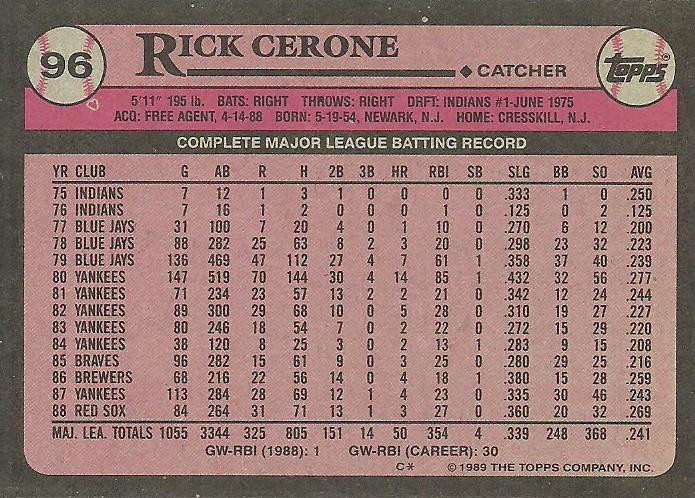 96 RICK CERONE topps®
◆ CATCHER
5'11" 195 lb. BATS: RIGHT THROWS: RIGHT DRFT: INDIANS #1-JUNE 1975
ACQ: FREE AGENT, 4-14-88 BORN: 5-19-54, NEWARK, N.J. HOME: CRESSKILL, N.J.
COMPLETE MAJOR LEAGUE BATTING RECORD
YR CLUB G AB R H 2B 3B HR RBI SB SLG BB SO AVG
75 INDIANS 7 12 1 3 1 0 0 0 0 .333 1 0 .250
76 INDIANS 7 16 1 2 0 0 0 1 0 .125 0 2 .125
77 BLUE JAYS 31 100 7 20 4 0 1 10 0 .270 6 12 .200
78 BLUE JAYS 88 282 25 63 8 2 3 20 0 .298 23 32 .223
79 BLUE JAYS 136 469 47 112 27 4 7 61 1 .358 37 40 .239
80 YANKEES 147 519 70 144 30 4 14 85 1 .432 32 56 .277
81 YANKEES 71 234 23 57 13 2 2 21 0 .342 12 24 .244
82 YANKEES 89 300 29 68 10 0 5 28 0 .310 19 27 .227
83 YANKEES 80 246 18 54 7 0 2 22 0 .272 15 29 .220
84 YANKEES 38 120 8 25 3 0 2 13 1 .283 9 15 .208
85 BRAVES 96 282 15 61 9 0 3 25 0 .280 29 25 .216
86 BREWERS 68 216 22 56 14 0 4 18 1 .380 15 28 .259
87 YANKEES 113 284 28 69 12 1 4 23 0 .335 30 46 .243
88 RED SOX 84 264 31 71 13 1 3 27 0 .360 20 32 .269
MAJ. LEA. TOTALS 1055 3344 325 805 151 14 50 354 4 .339 248 368 .241
GW-RBI (1988): 1 GW-RBI (CAREER): 30
C* © 1989 THE TOPPS COMPANY, INC.